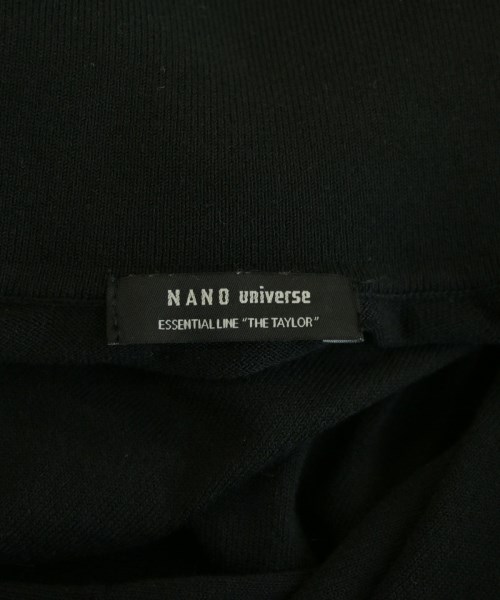 NANO universe
ESSENTIAL LINE "THE TAYLOR"